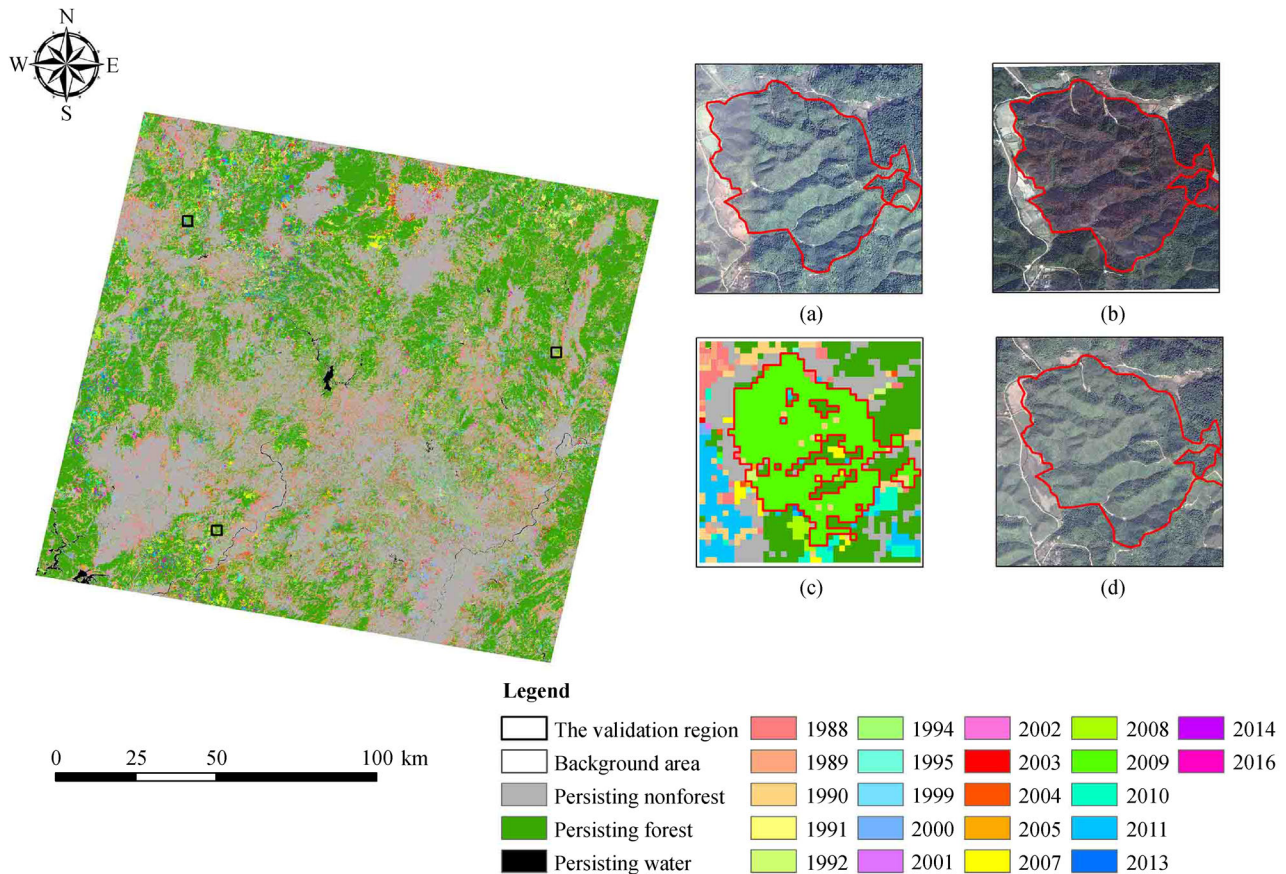 N
W E
S
(a)
(b)
(c)
(d)
Legend
The validation region
Background area
Persisting nonforest
Persisting forest
Persisting water
1988
1989
1990
1991
1992
1994
1995
1999
2000
2001
2002
2003
2004
2005
2007
2008
2009
2010
2011
2013
2014
2016
0 25 50 100 km